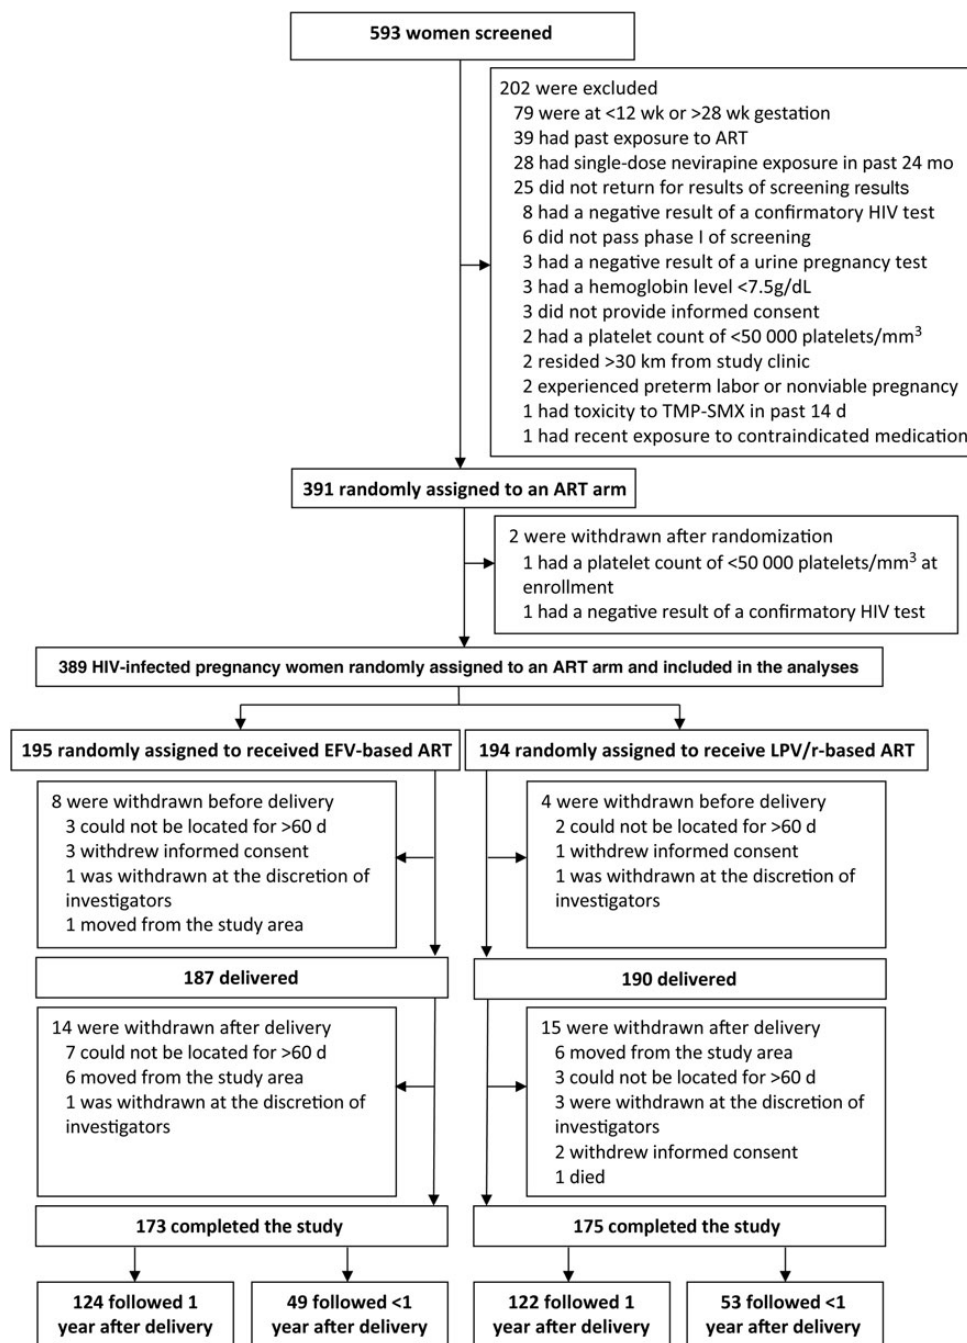 593 women screened
202 were excluded
79 were at <12 wk or >28 wk gestation
39 had past exposure to ART
28 had single-dose nevirapine exposure in past 24 mo
25 did not return for results of screening results
8 had a negative result of a confirmatory HIV test
6 did not pass phase I of screening
3 had a negative result of a urine pregnancy test
3 had a hemoglobin level <7.5g/dL
3 did not provide informed consent
2 had a platelet count of <50 000 platelets/mm³
2 resided >30 km from study clinic
2 experienced preterm labor or nonviable pregnancy
1 had toxicity to TMP-SMX in past 14 d
1 had recent exposure to contraindicated medication
391 randomly assigned to an ART arm
2 were withdrawn after randomization
1 had a platelet count of <50 000 platelets/mm³ at
enrollment
1 had a negative result of a confirmatory HIV test
389 HIV-infected pregnancy women randomly assigned to an ART arm and included in the analyses
195 randomly assigned to received EFV-based ART
8 were withdrawn before delivery
3 could not be located for >60 d
3 withdrew informed consent
1 was withdrawn at the discretion of
investigators
1 moved from the study area
187 delivered
14 were withdrawn after delivery
7 could not be located for >60 d
6 moved from the study area
1 was withdrawn at the discretion of
investigators
173 completed the study
124 followed 1
year after delivery
49 followed <1
year after delivery
194 randomly assigned to receive LPV/r-based ART
4 were withdrawn before delivery
2 could not be located for >60 d
1 withdrew informed consent
1 was withdrawn at the discretion of
investigators
190 delivered
15 were withdrawn after delivery
6 moved from the study area
3 could not be located for >60 d
3 were withdrawn at the discretion of
investigators
2 withdrew informed consent
1 died
175 completed the study
122 followed 1
year after delivery
53 followed <1
year after delivery